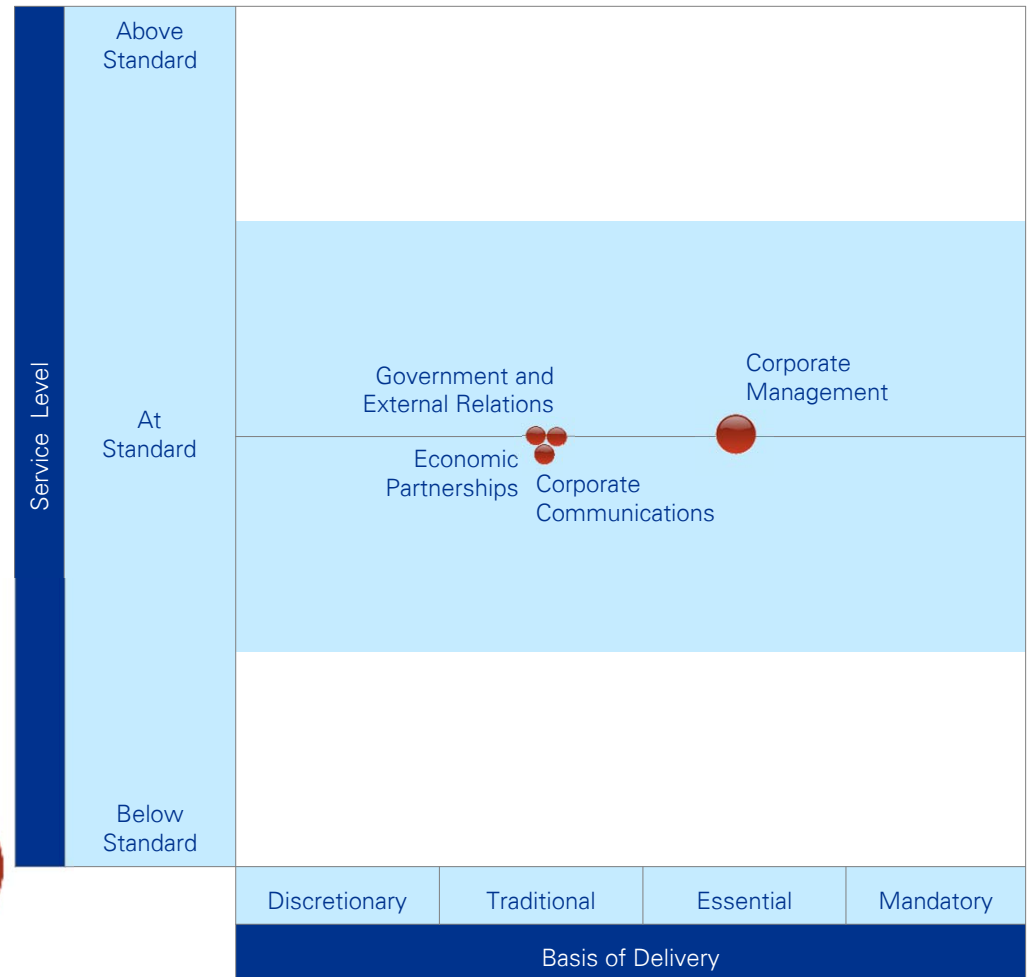 Above
Standard
Service Level
At
Standard
Below
Standard
Government and
External Relations
Corporate
Management
Economic
Partnerships
Corporate
Communications
Discretionary
Traditional
Essential
Mandatory
Basis of Delivery